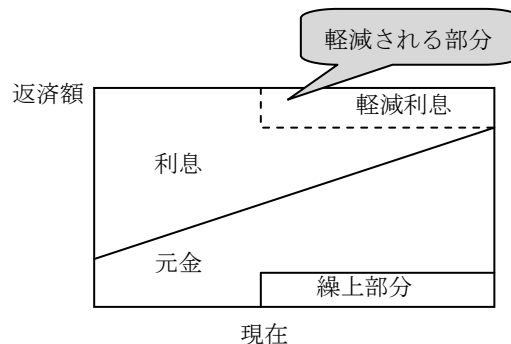 軽減される部分
返済額
軽減利息
利息
元金
繰上部分
現在